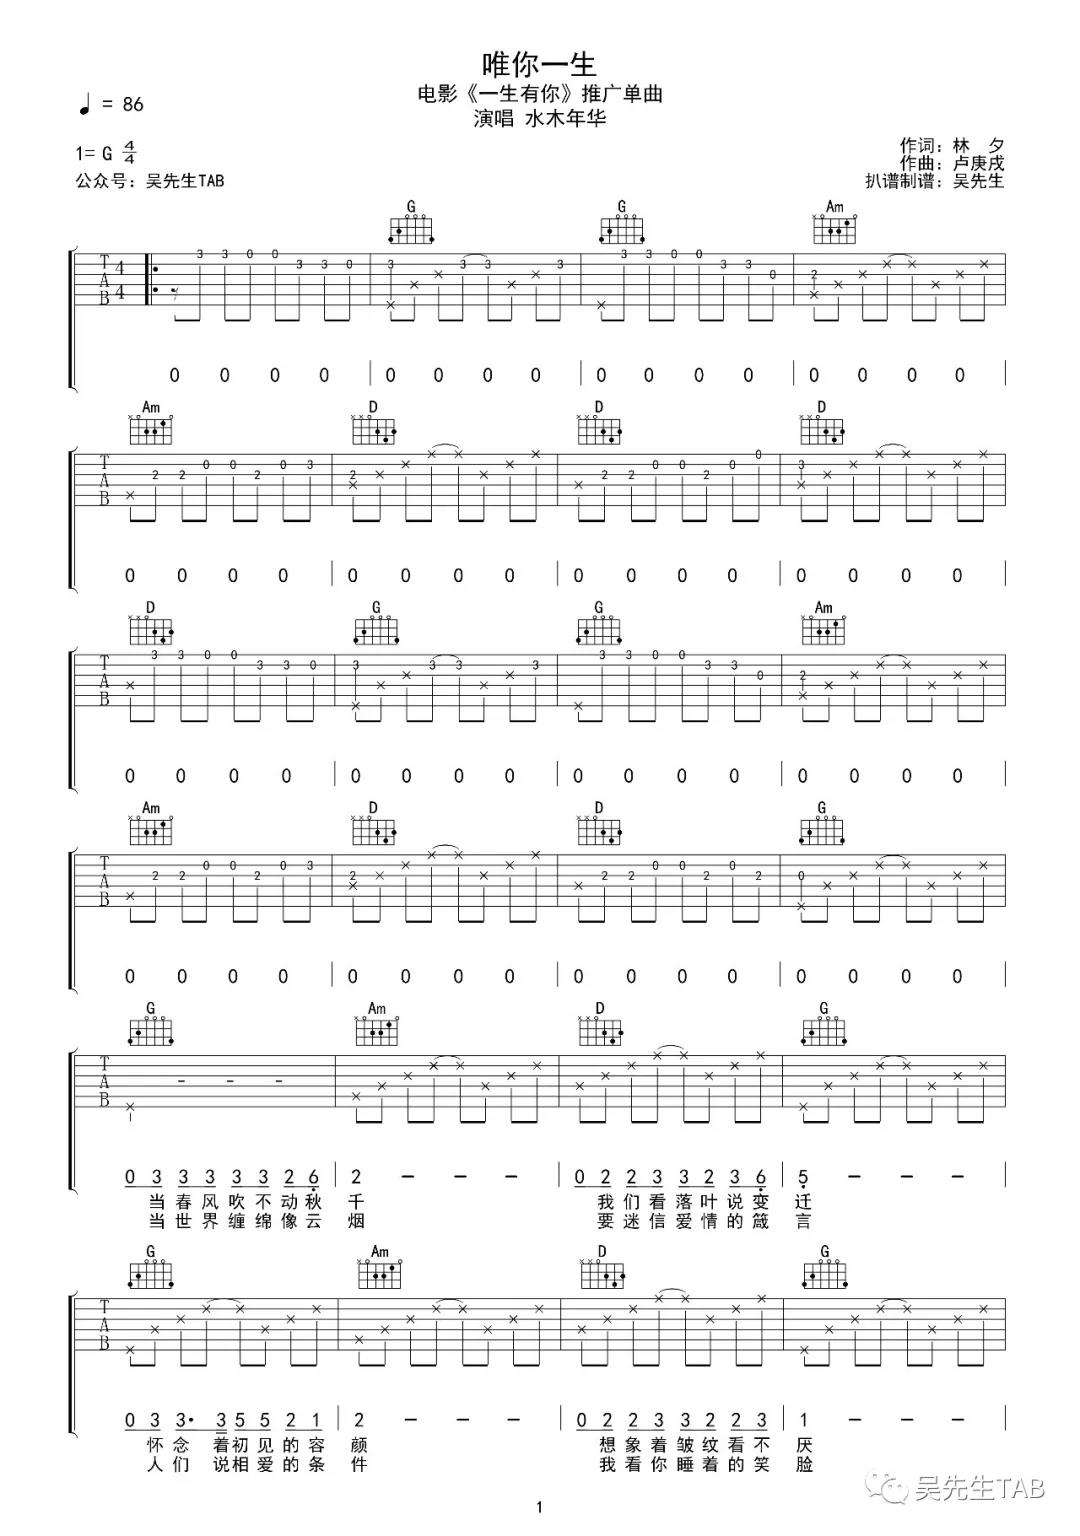 唯你一生
电影《一生有你》推广单曲
演唱 水木年华
♩ = 86
1= G 4/4
公众号：吴先生TAB
作词：林 夕
作曲：卢庚戌
扒谱制谱：吴先生
G G Am
T A B 4/4 3 3 0 0 3 3 0 3 3 3 3 3 3 0 0 3 3 0 2
0 0 0 0 | 0 0 0 0 0 0 0 0 | 0 0 0 0 |
Am D D D
T A B 2 2 0 0 2 0 3 2 2 2 0 0 2 0 0 3
0 0 0 0 | 0 0 0 0 | 0 0 0 0 | 0 0 0 0 |
D G G Am
T A B 3 3 0 0 3 3 0 3 3 3 3 3 3 0 0 3 3 0 2
0 0 0 0 | 0 0 0 0 | 0 0 0 0 | 0 0 0 0 |
Am D D G
T A B 2 2 0 0 2 0 3 2 2 2 0 0 2 0 2 0
0 0 0 0 | 0 0 0 0 | 0 0 0 0 | 0 0 0 0 |
G Am D G
T A B - - -
0 3 3 3 3 3 2 6 | 2 — — — | 0 2 2 3 3 2 3 6 | 5 — — — |
当春风吹不动秋 千 我们看落叶说变 迁
当世界缠绵像云 烟 要迷信爱情的箴 言
G Am D G
T A B
0 3 3· 3 5 5 2 1 | 2 — — — | 0 2 2 3 3 2 2 3 | 1 — — — |
怀念 着初见的容 颜 想象着皱纹看不 厌
人们 说相爱的条 件 我看你睡着的笑 脸
吴先生TAB
1